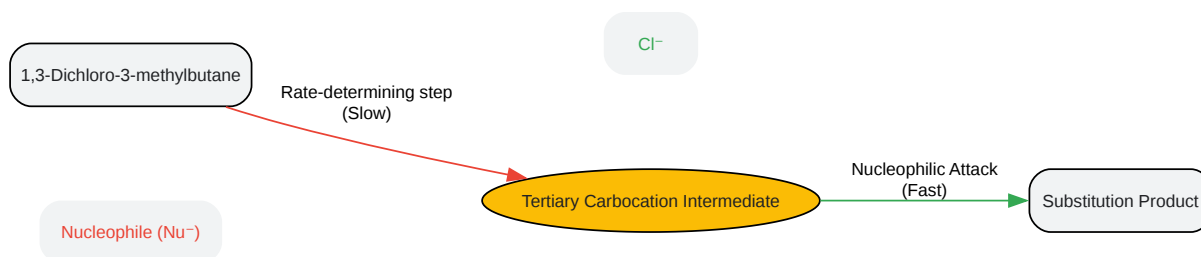 Cl⁻
1,3-Dichloro-3-methylbutane
Rate-determining step
(Slow)
Nucleophilic Attack
(Fast)
Tertiary Carbocation Intermediate
Substitution Product
Nucleophile (Nu⁻)